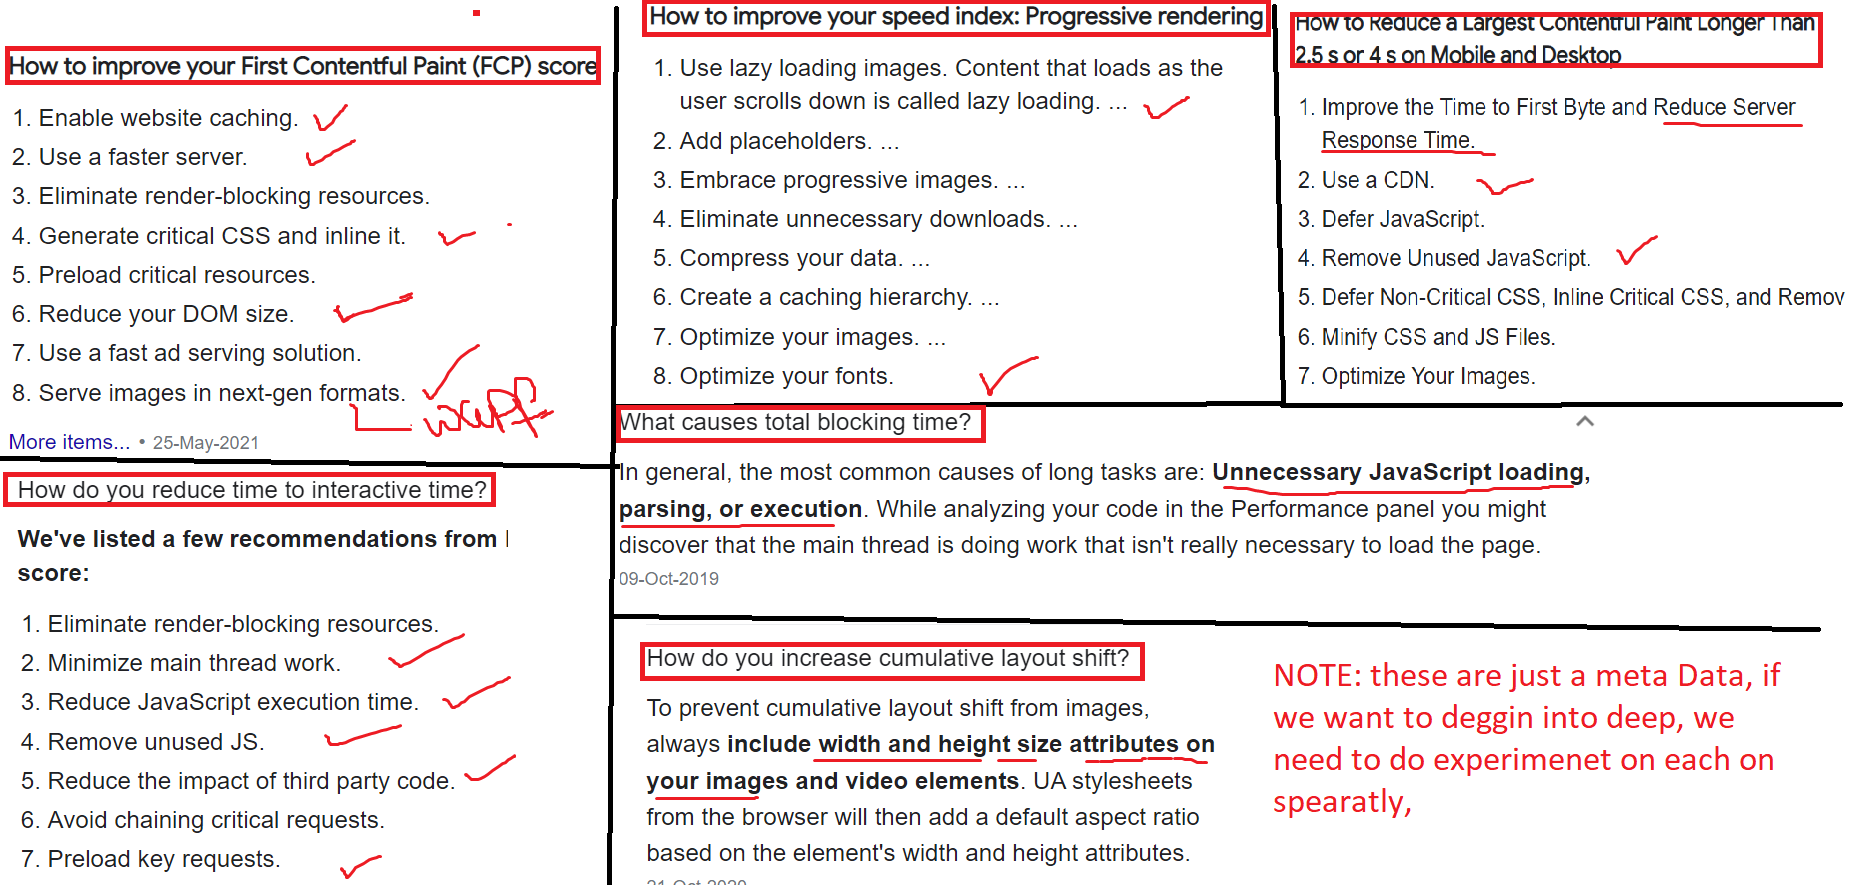 How to improve your First Contentful Paint (FCP) score
1. Enable website caching.
2. Use a faster server.
3. Eliminate render-blocking resources.
4. Generate critical CSS and inline it.
5. Preload critical resources.
6. Reduce your DOM size.
7. Use a fast ad serving solution.
8. Serve images in next-gen formats.
More items... • 25-May-2021
How do you reduce time to interactive time?
We've listed a few recommendations from
score:
1. Eliminate render-blocking resources.
2. Minimize main thread work.
3. Reduce JavaScript execution time.
4. Remove unused JS.
5. Reduce the impact of third party code.
6. Avoid chaining critical requests.
7. Preload key requests.
How to improve your speed index: Progressive rendering
1. Use lazy loading images. Content that loads as the
user scrolls down is called lazy loading. ...
2. Add placeholders. ...
3. Embrace progressive images. ...
4. Eliminate unnecessary downloads. ...
5. Compress your data. ...
6. Create a caching hierarchy. ...
7. Optimize your images. ...
8. Optimize your fonts.
How to Reduce a Largest Contentful Paint Longer Than
2.5 s or 4 s on Mobile and Desktop
1. Improve the Time to First Byte and Reduce Server
Response Time.
2. Use a CDN.
3. Defer JavaScript.
4. Remove Unused JavaScript.
5. Defer Non-Critical CSS, Inline Critical CSS, and Remov
6. Minify CSS and JS Files.
7. Optimize Your Images.
What causes total blocking time?
In general, the most common causes of long tasks are: Unnecessary JavaScript loading,
parsing, or execution. While analyzing your code in the Performance panel you might
discover that the main thread is doing work that isn't really necessary to load the page.
09-Oct-2019
How do you increase cumulative layout shift?
To prevent cumulative layout shift from images,
always include width and height size attributes on
your images and video elements. UA stylesheets
from the browser will then add a default aspect ratio
based on the element's width and height attributes.
NOTE: these are just a meta Data, if
we want to deggin into deep, we
need to do experimenet on each on
spearatly,